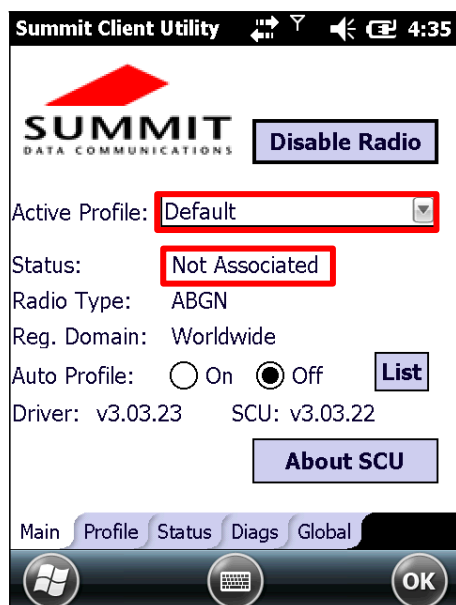 Summit Client Utility 4:35
SUMMIT
DATA COMMUNICATIONS
Disable Radio
Active Profile: Default
Status: Not Associated
Radio Type: ABGN
Reg. Domain: Worldwide
Auto Profile: On Off List
Driver: v3.03.23 SCU: v3.03.22
About SCU
Main Profile Status Diags Global
OK